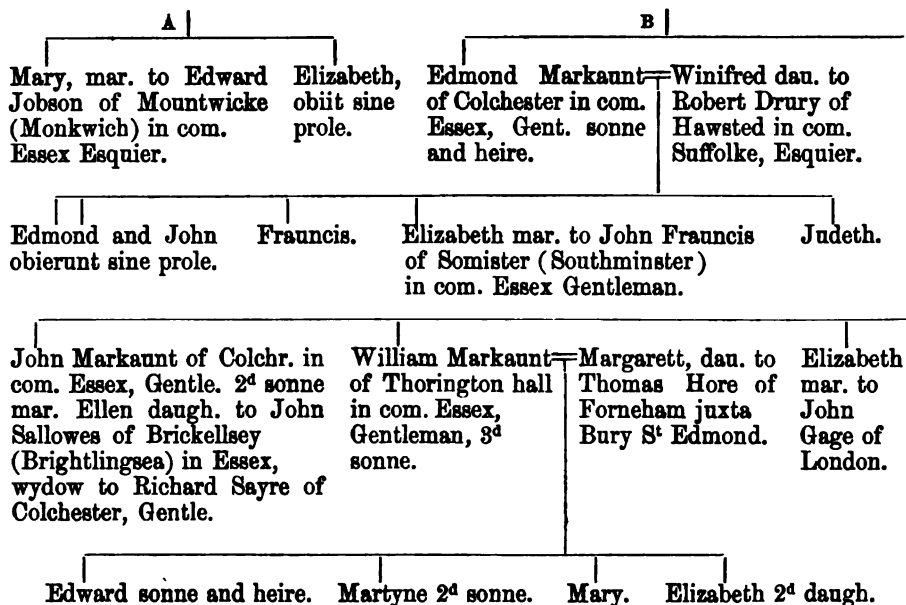 A B
Mary, mar. to Edward
Jobson of Mountwicke
(Monkwich) in com.
Essex Esquier.
Elizabeth,
obiit sine
prole.
Edmond Markaunt
of Colchester in com.
Essex, Gent. sonne
and heire.
Winifred dau. to
Robert Drury of
Hawsted in com.
Suffolke, Esquier.
Edmond and John
obierunt sine prole.
Frauncis.
Elizabeth mar. to John Frauncis
of Somister (Southminster)
in com. Essex Gentleman.
Judeth.
John Markaunt of Colchr. in
com. Essex, Gentle. 2d sonne
mar. Ellen daugh. to John
Sallowes of Brickellsey
(Brightlingsea) in Essex,
wydow to Richard Sayre of
Colchester, Gentle.
William Markaunt
of Thorington hall
in com. Essex,
Gentleman, 3d
sonne.
Margarett, dau. to
Thomas Hore of
Forneham juxta
Bury St Edmond.
Elizabeth
mar. to
John
Gage of
London.
Edward sonne and heire. Martyne 2d sonne. Mary. Elizabeth 2d daugh.